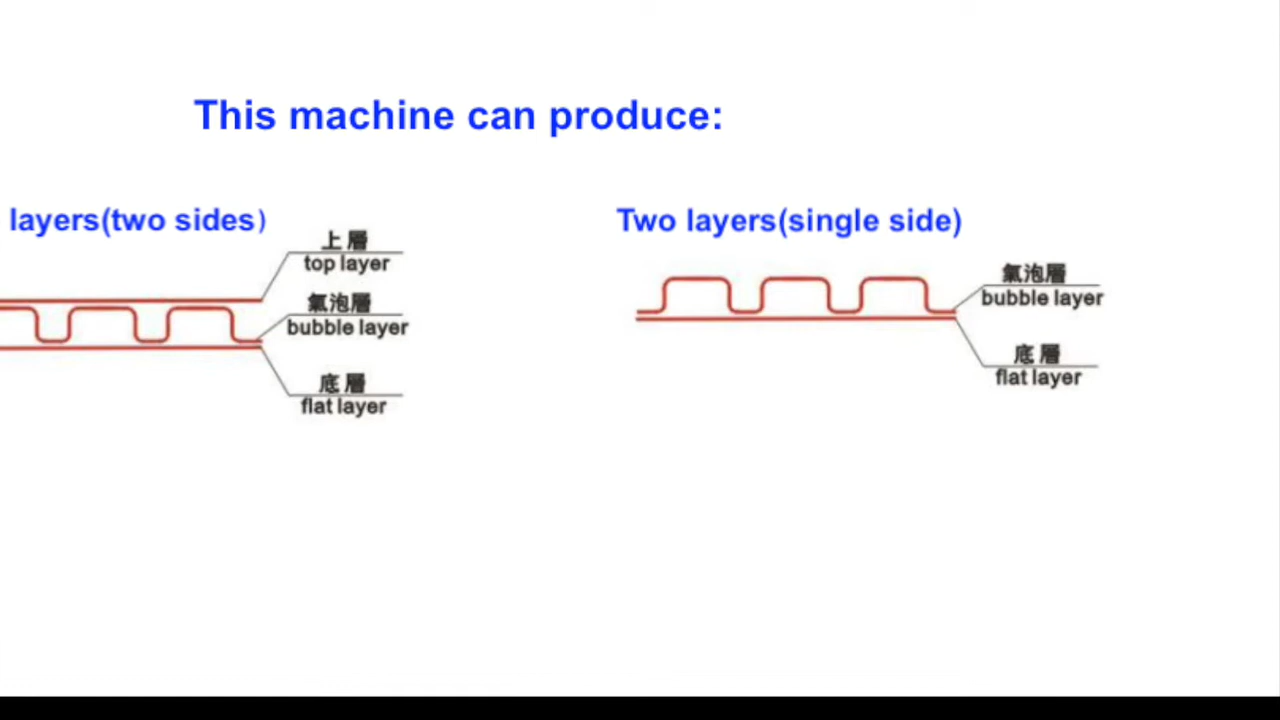 This machine can produce:
layers(two sides)
上層
top layer
氣泡層
bubble layer
底層
flat layer
Two layers(single side)
氣泡層
bubble layer
底層
flat layer